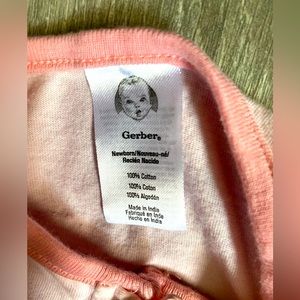 Gerber®
Newborn/Nouveau-né/
Recién Nacido
100% Cotton
100% Coton
100% Algodón
Made in India
Fabriqué en Inde
Hecho en India